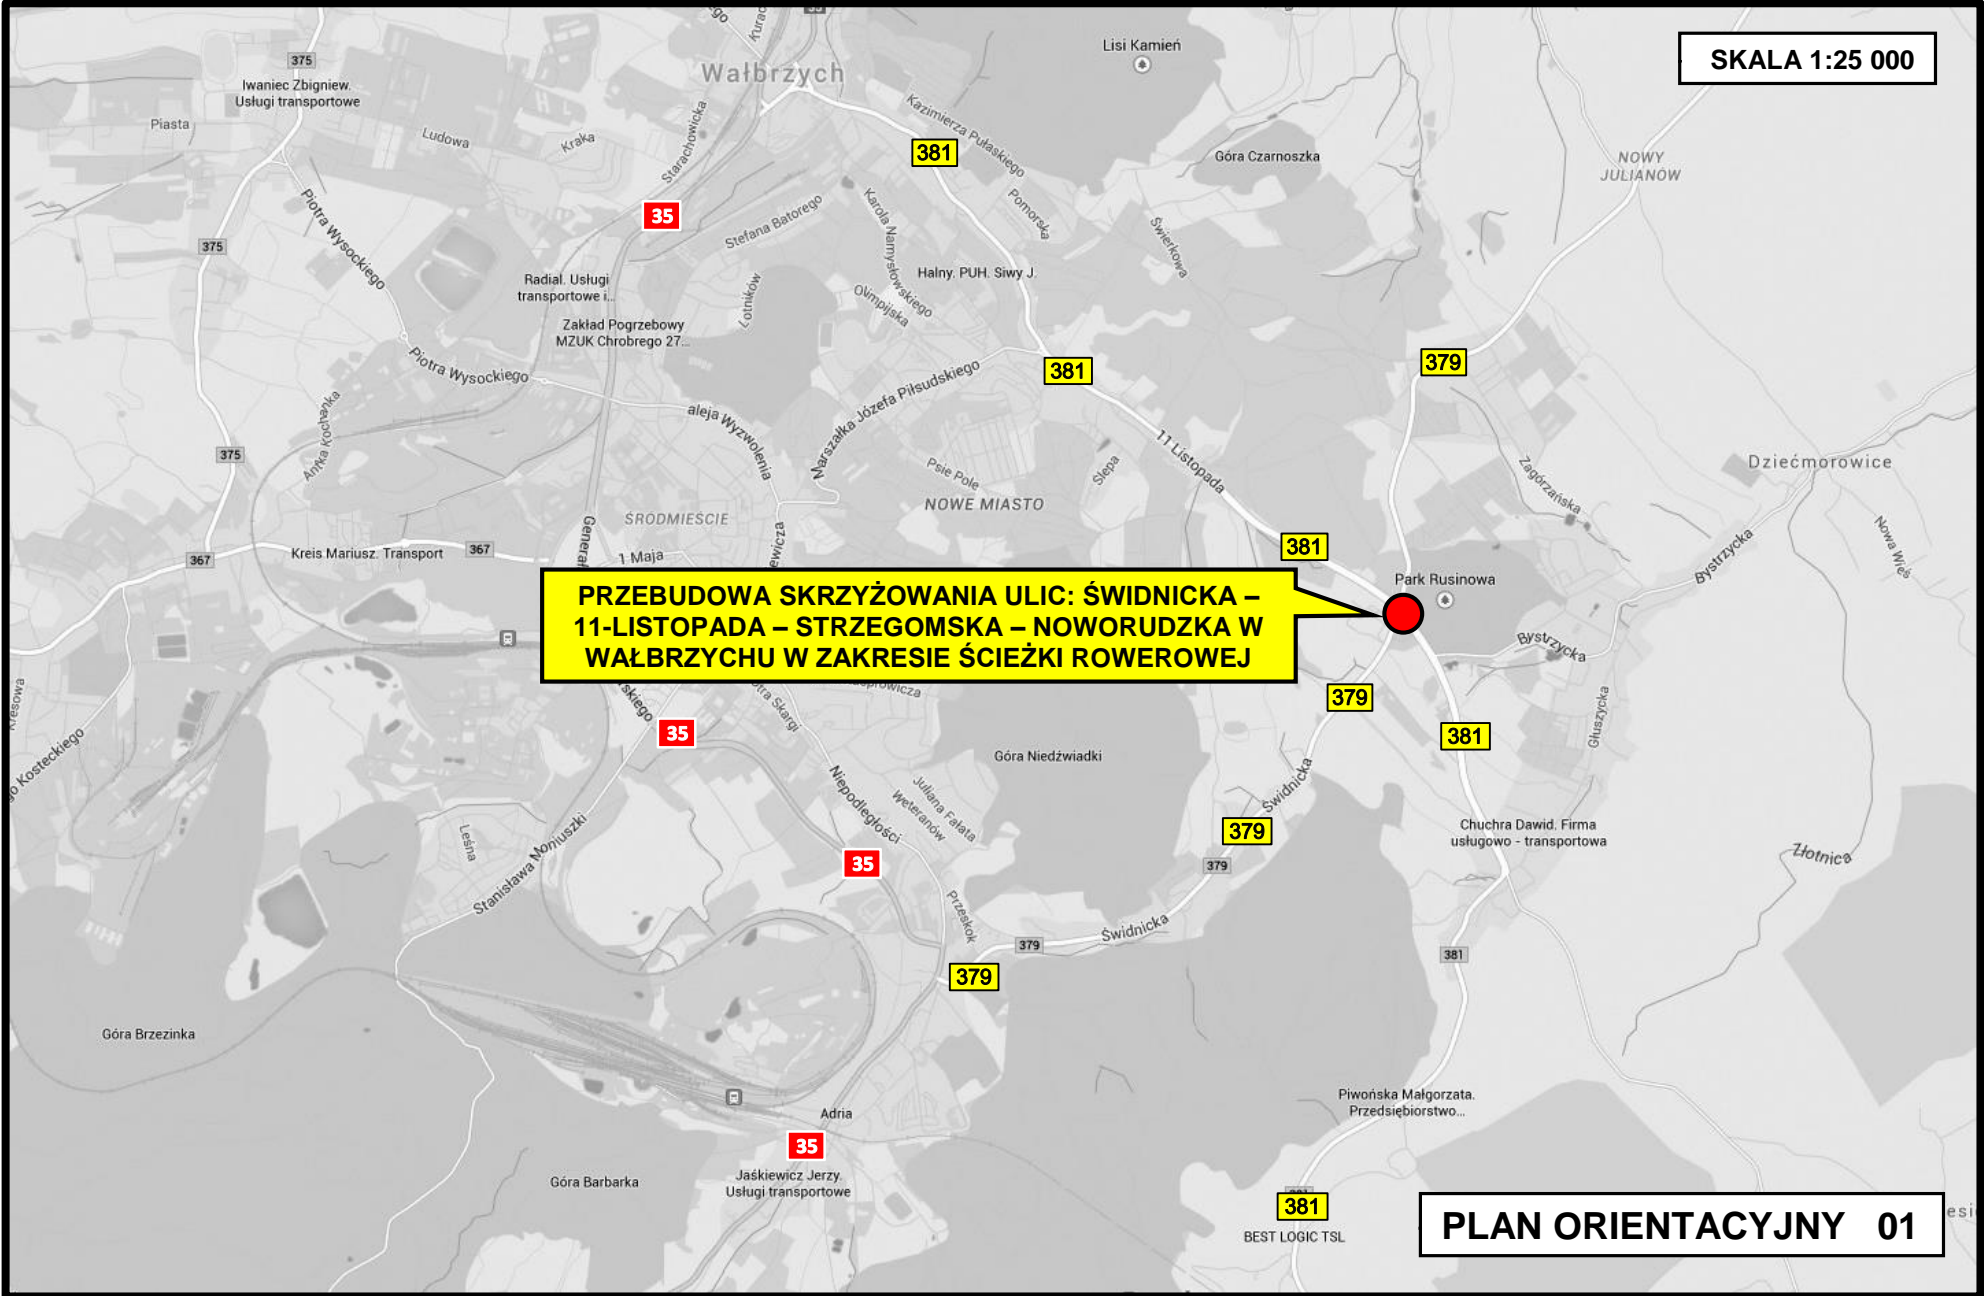 Lisi Kamień
SKALA 1:25 000
375
Wałbrzych
Iwaniec Zbigniew.
Usługi transportowe
Piasta
Ludowa
Kraka
Starachowicka
Kazimierza Pułaskiego
381
Góra Czarnoszka
NOWY
JULIANÓW
Piotra Wysockiego
35
Stefana Batorego
Karola Namysłowskiego
Pomorska
Świerkowa
375
Radial. Usługi
transportowe i...
Lotników
Halny. PUH. Siwy J.
Olimpijska
Zakład Pogrzebowy
MZUK Chrobrego 27...
Piotra Wysockiego
381
379
Marszałka Józefa Piłsudskiego
aleja Wyzwolenia
Antka Kochanka
11 Listopada
375
Psie Pole
Ślepa
Zagórzańska
Dziećmorowice
NOWE MIASTO
ŚRÓDMIEŚCIE
Nowa Wieś
367
Kreis Mariusz. Transport
367
1 Maja
381
Bystrzycka
Park Rusinowa
PRZEBUDOWA SKRZYŻOWANIA ULIC: ŚWIDNICKA –
11-LISTOPADA – STRZEGOMSKA – NOWORUDZKA W
WAŁBRZYCHU W ZAKRESIE ŚCIEŻKI ROWEROWEJ
Bystrzycka
379
35
381
Głuszycka
Góra Niedźwiadki
Niepodległości
Juliana Fałata
Weteranów
Świdnicka
Leśna
Stanisława Moniuszki
379
Chuchra Dawid. Firma
usługowo - transportowa
Złotnica
35
379
Przeskok
Świdnicka
379
381
379
Góra Brzezinka
Piwońska Małgorzata.
Przedsiębiorstwo...
Adria
35
Jaśkiewicz Jerzy.
Usługi transportowe
Góra Barbarka
381
BEST LOGIC TSL
PLAN ORIENTACYJNY 01